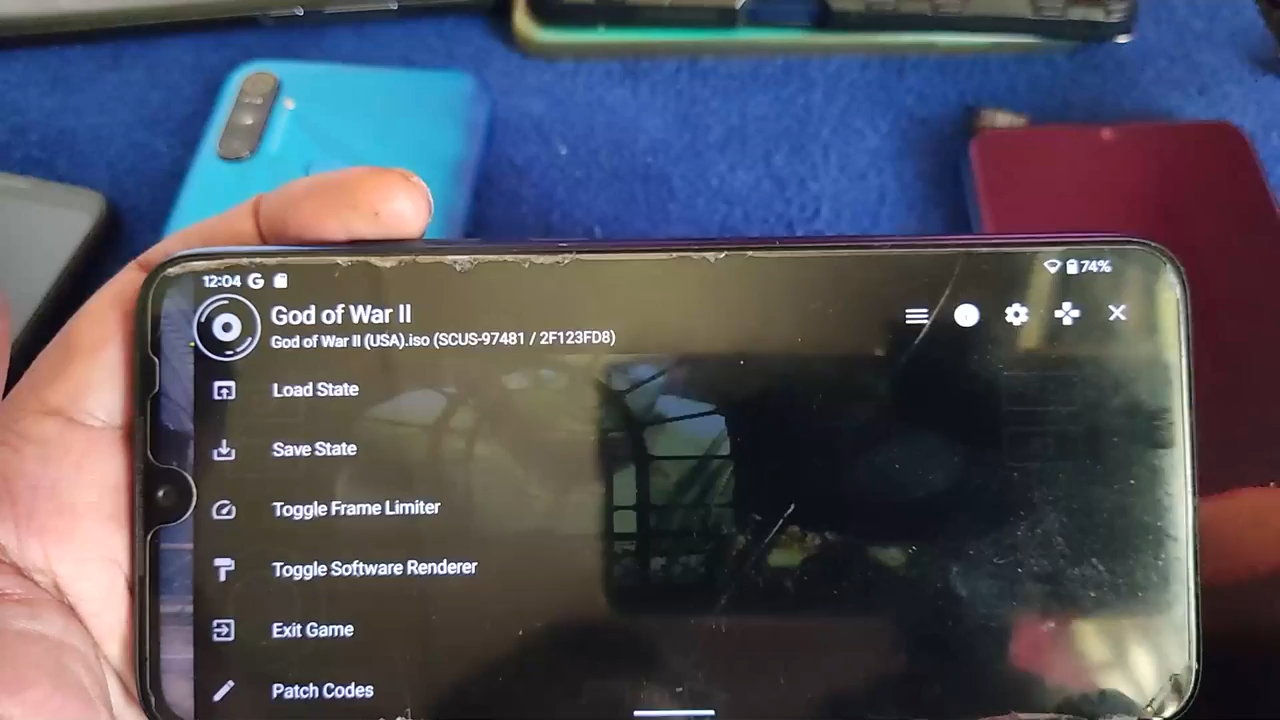 12:04 G
74%
God of War II
God of War II (USA).iso (SCUS-97481 / 2F123FD8)
Load State
Save State
Toggle Frame Limiter
Toggle Software Renderer
Exit Game
Patch Codes